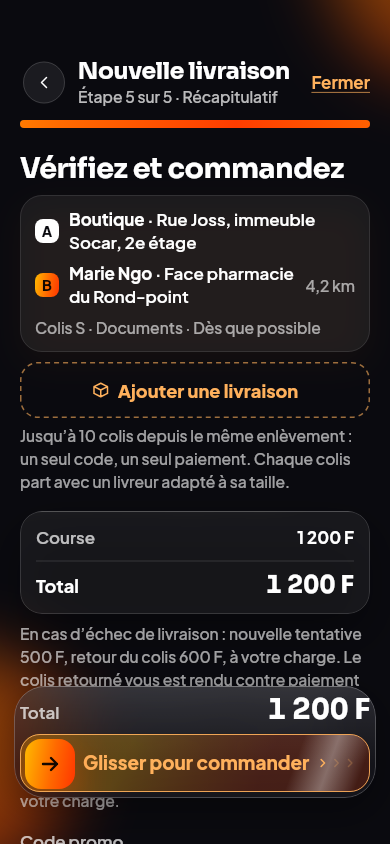 Nouvelle livraison
Étape 5 sur 5 · Récapitulatif
Fermer
Vérifiez et commandez
A Boutique · Rue Joss, immeuble
Socar, 2e étage
B Marie Ngo · Face pharmacie
du Rond-point
4,2 km
Colis S · Documents · Dès que possible
Ajouter une livraison
Jusqu’à 10 colis depuis le même enlèvement :
un seul code, un seul paiement. Chaque colis
part avec un livreur adapté à sa taille.
Course 1 200 F
Total 1 200 F
En cas d’échec de livraison : nouvelle tentative
500 F, retour du colis 600 F, à votre charge. Le
colis retourné vous est rendu contre paiement
Total 1 200 F
Glisser pour commander
votre charge.
Code promo